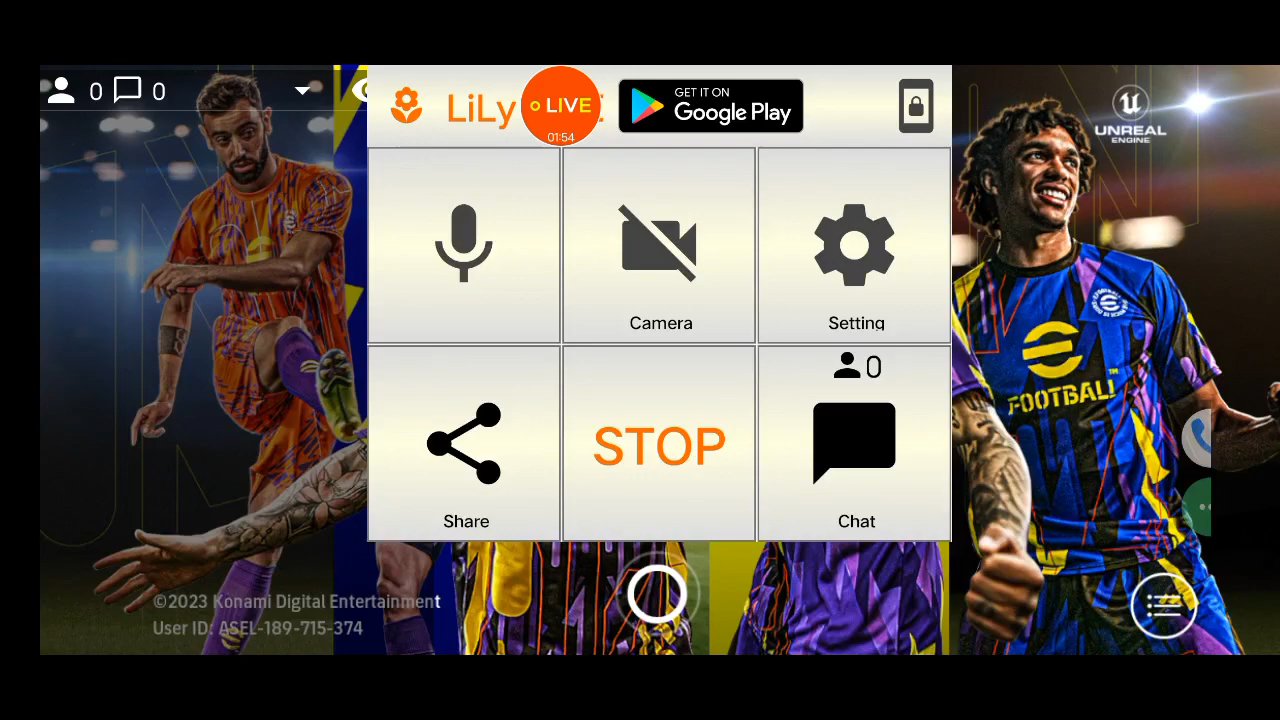 0 0
LiLy
LIVE
01:54
GET IT ON
Google Play
UNREAL
ENGINE
Camera
Setting
0
FOOTBALL
TM
STOP
Share
Chat
©2023 Konami Digital Entertainment
User ID: ASEL-189-715-374